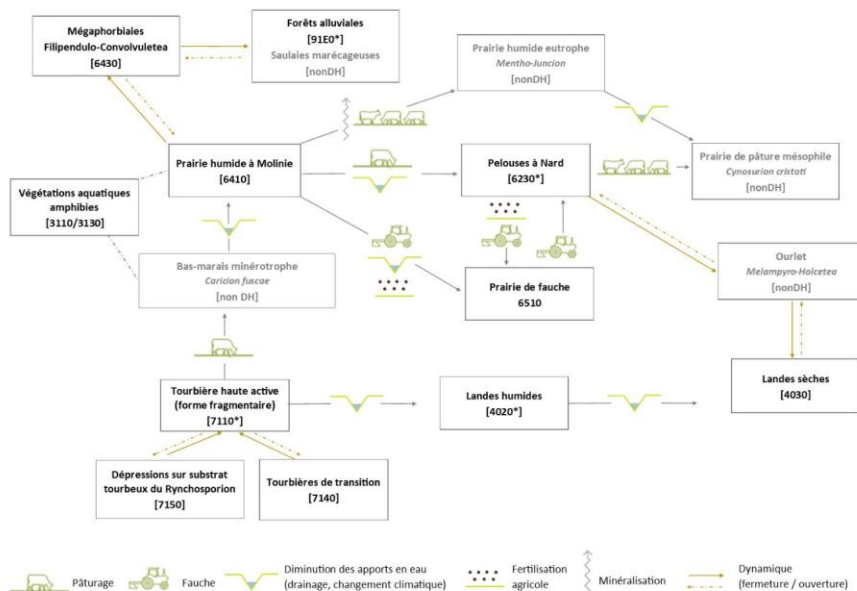 Mégaphorbiaies
Filipendulo-Convolvuletea
[6430]
Forêts alluviales
[91E0*]
Saulaies marécageuses
[nonDH]
Prairie humide eutrophe
Mentho-Juncion
[nonDH]
Prairie humide à Molinie
[6410]
Pelouses à Nard
[6230*]
Prairie de pâture mésophile
Cynosurion cristati
[nonDH]
Végétations aquatiques
amphibies
[3110/3130]
Bas-marais minérotrophe
Caricion fuscae
[non DH]
Prairie de fauche
6510
Ourlet
Melampyro-Holcetea
[nonDH]
Tourbière haute active
(forme fragmentaire)
[7110*]
Landes humides
[4020*]
Landes sèches
[4030]
Dépressions sur substrat
tourbeux du Rynchosporion
[7150]
Tourbières de transition
[7140]
Pâturage
Fauche
Diminution des apports en eau
(drainage, changement climatique)
Fertilisation
agricole
Minéralisation
Dynamique
(fermeture / ouverture)